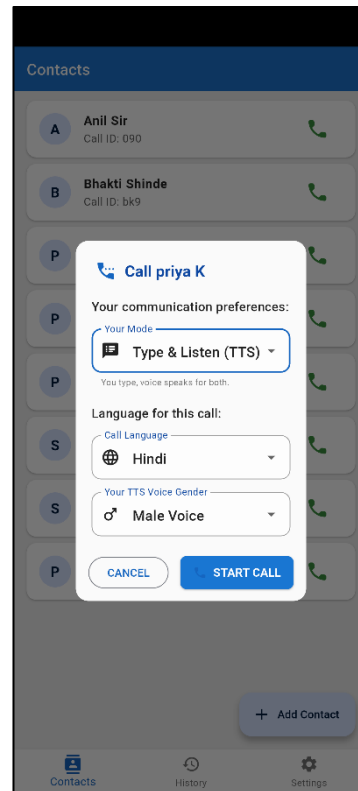 Contacts
A
Anil Sir
Call ID: 090
B
Bhakti Shinde
Call ID: bk9
P
P
P
S
S
P
Call priya K
Your communication preferences:
Your Mode
Type & Listen (TTS)
You type, voice speaks for both.
Language for this call:
Call Language
Hindi
Your TTS Voice Gender
Male Voice
CANCEL
START CALL
+ Add Contact
Contacts
History
Settings